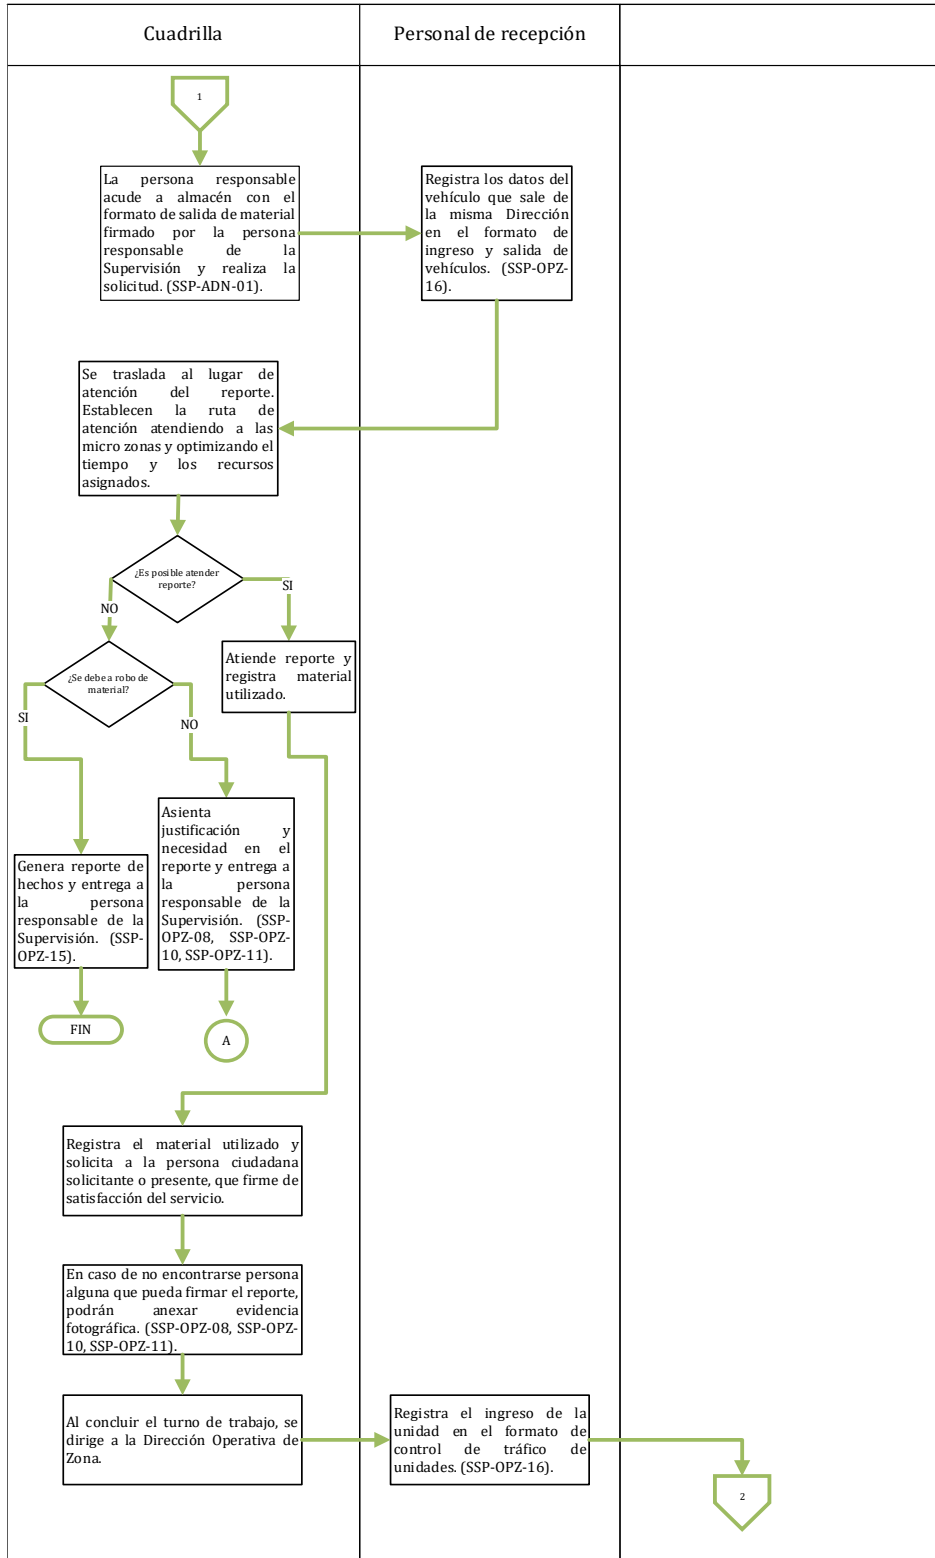 Cuadrilla
Personal de recepción
1
La persona responsable
acude a almacén con el
formato de salida de material
firmado por la persona
responsable de la
Supervisión y realiza la
solicitud. (SSP-ADN-01).
Registra los datos del
vehículo que sale de
la misma Dirección
en el formato de
ingreso y salida de
vehículos. (SSP-OPZ-
16).
Se traslada al lugar de
atención del reporte.
Establecen la ruta de
atención atendiendo a las
micro zonas y optimizando el
tiempo y los recursos
asignados.
¿Es posible atender
reporte?
SI
NO
¿Se debe a robo de
material?
SI
NO
Atiende reporte y
registra material
utilizado.
Asienta
justificación y
necesidad en el
reporte y entrega a
la persona
responsable de la
Supervisión. (SSP-
OPZ-08, SSP-OPZ-
10, SSP-OPZ-11).
Genera reporte de
hechos y entrega a
la persona
responsable de la
Supervisión. (SSP-
OPZ-15).
FIN
A
Registra el material utilizado y
solicita a la persona ciudadana
solicitante o presente, que firme de
satisfacción del servicio.
En caso de no encontrarse persona
alguna que pueda firmar el reporte,
podrán anexar evidencia
fotográfica. (SSP-OPZ-08, SSP-OPZ-
10, SSP-OPZ-11).
Al concluir el turno de trabajo, se
dirige a la Dirección Operativa de
Zona.
Registra el ingreso de la
unidad en el formato de
control de tráfico de
unidades. (SSP-OPZ-16).
2